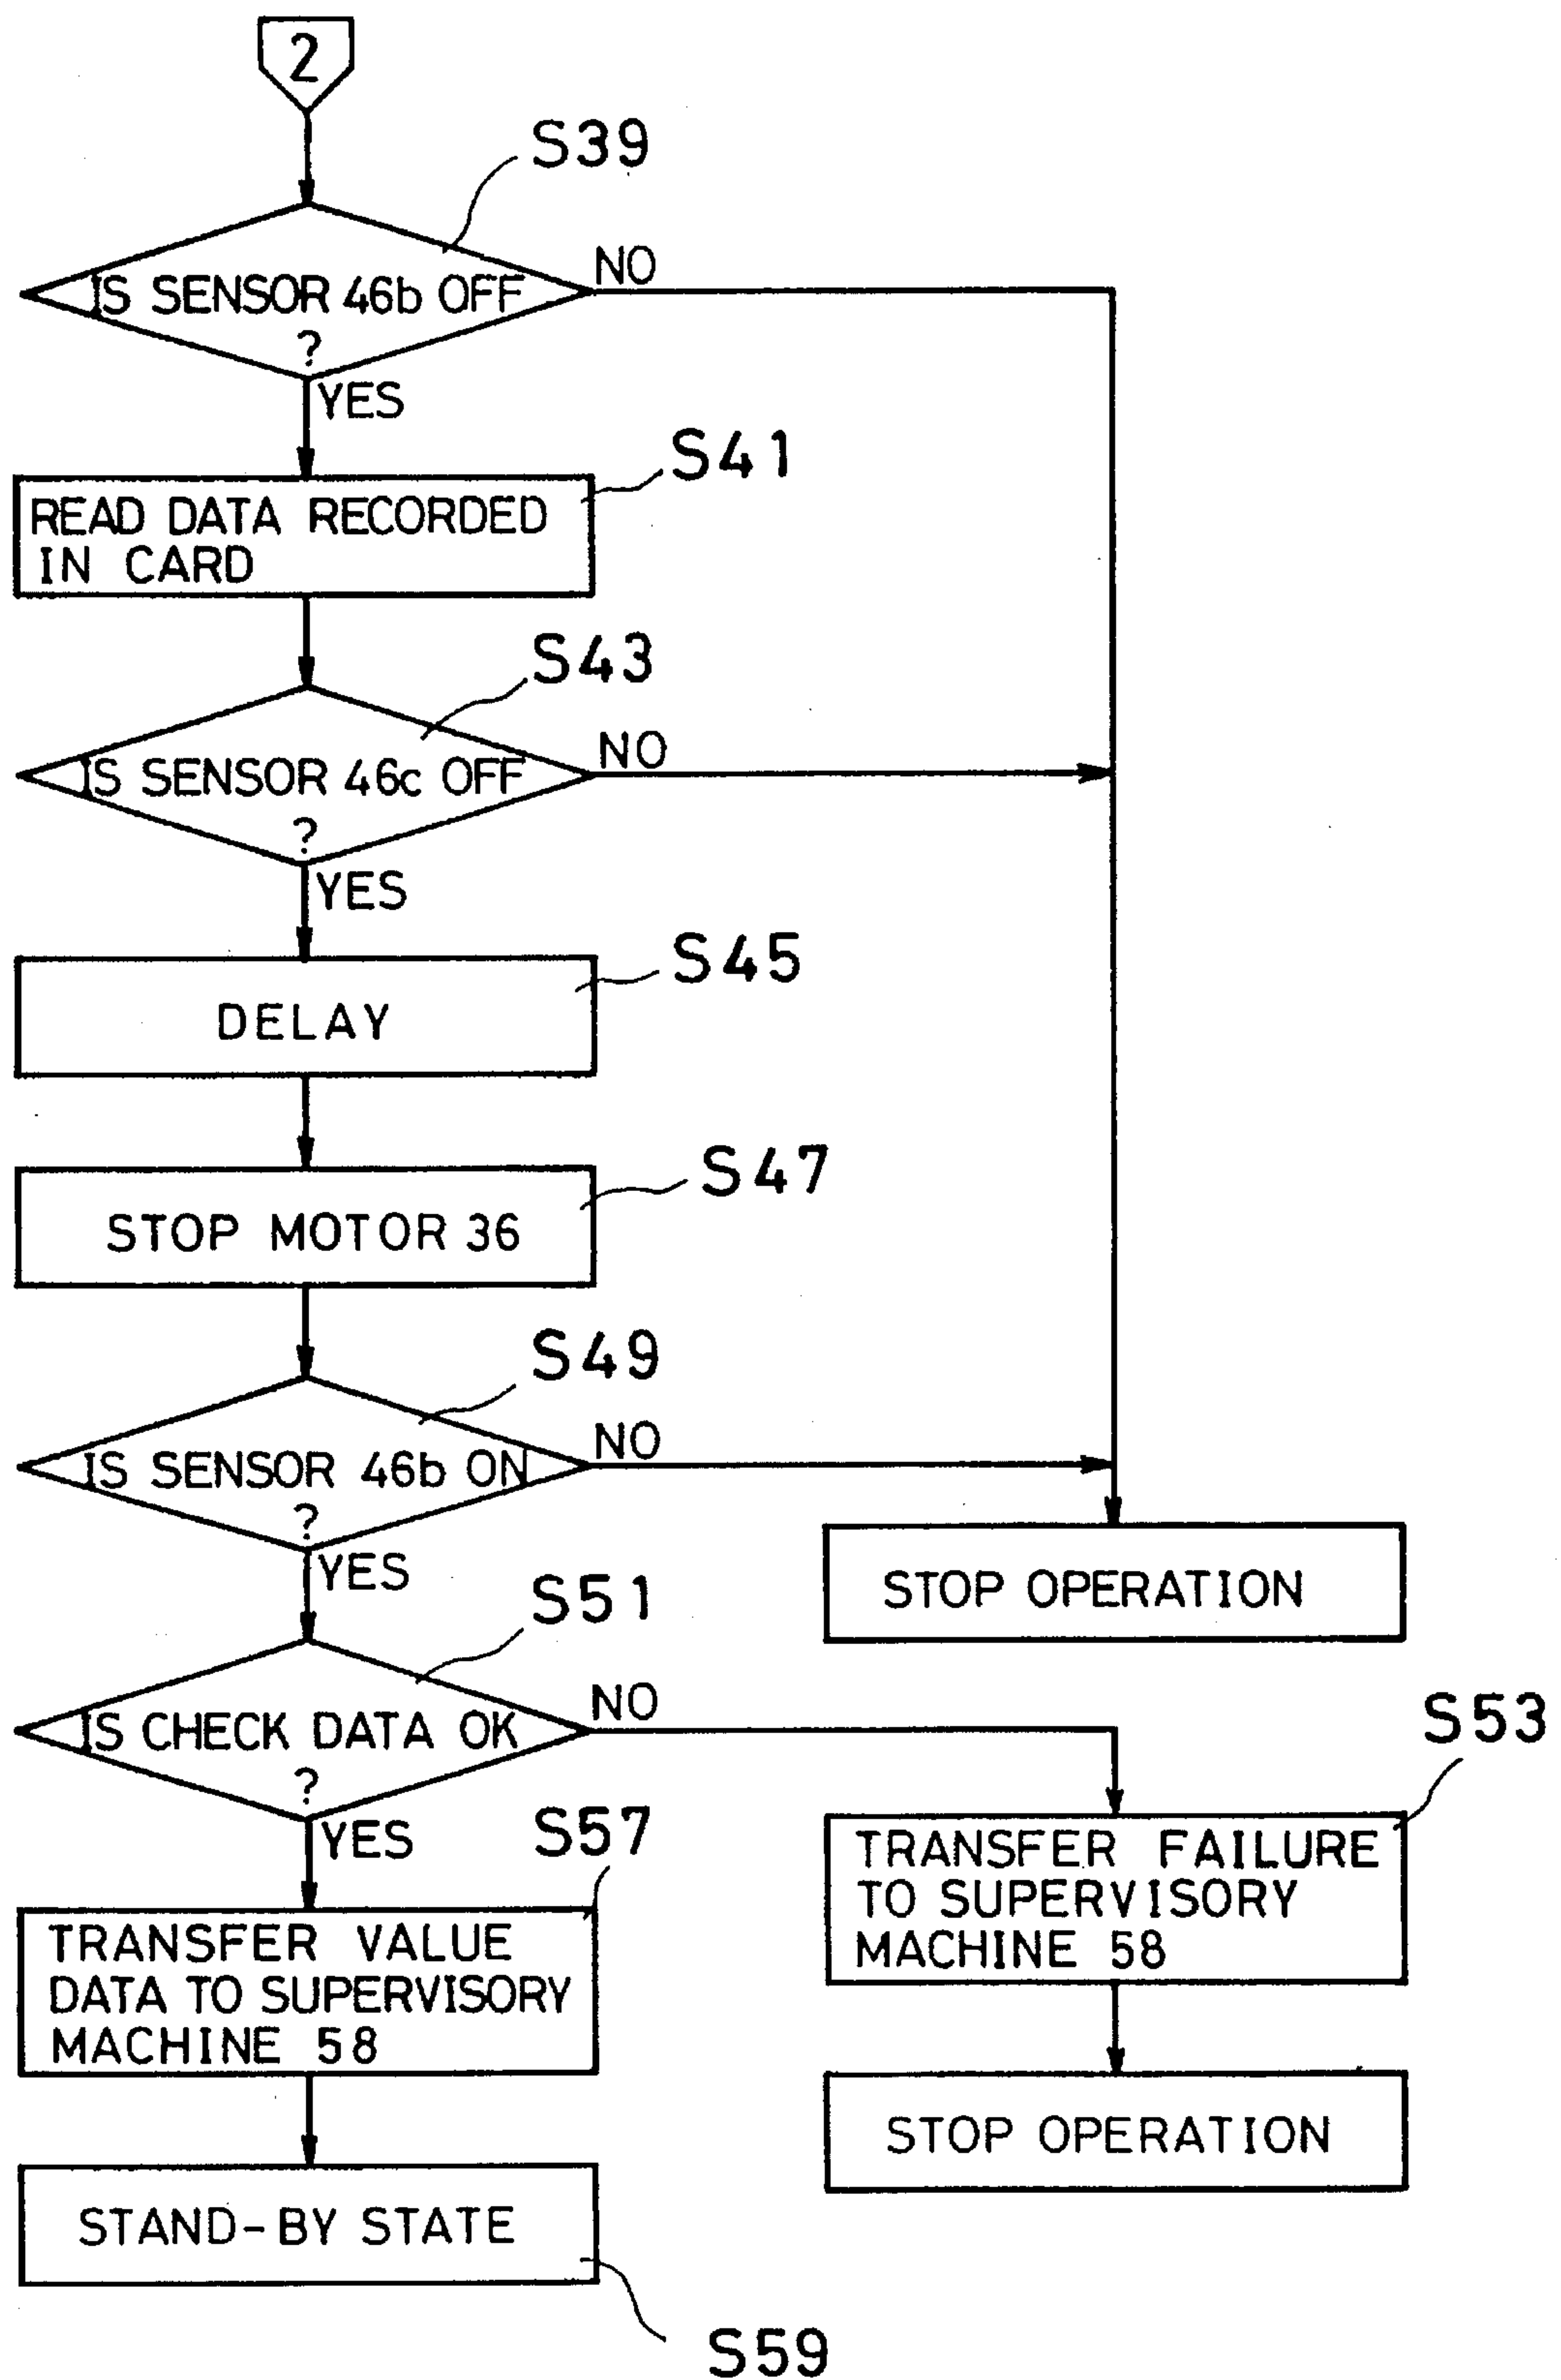 2
S39
IS SENSOR 46b OFF
?
NO
YES
S41
READ DATA RECORDED
IN CARD
S43
IS SENSOR 46c OFF
?
NO
YES
S45
DELAY
S47
STOP MOTOR 36
S49
IS SENSOR 46b ON
?
NO
YES
STOP OPERATION
S51
IS CHECK DATA OK
?
NO
YES
S53
TRANSFER FAILURE
TO SUPERVISORY
MACHINE 58
S57
TRANSFER VALUE
DATA TO SUPERVISORY
MACHINE 58
STOP OPERATION
STAND-BY STATE
S59